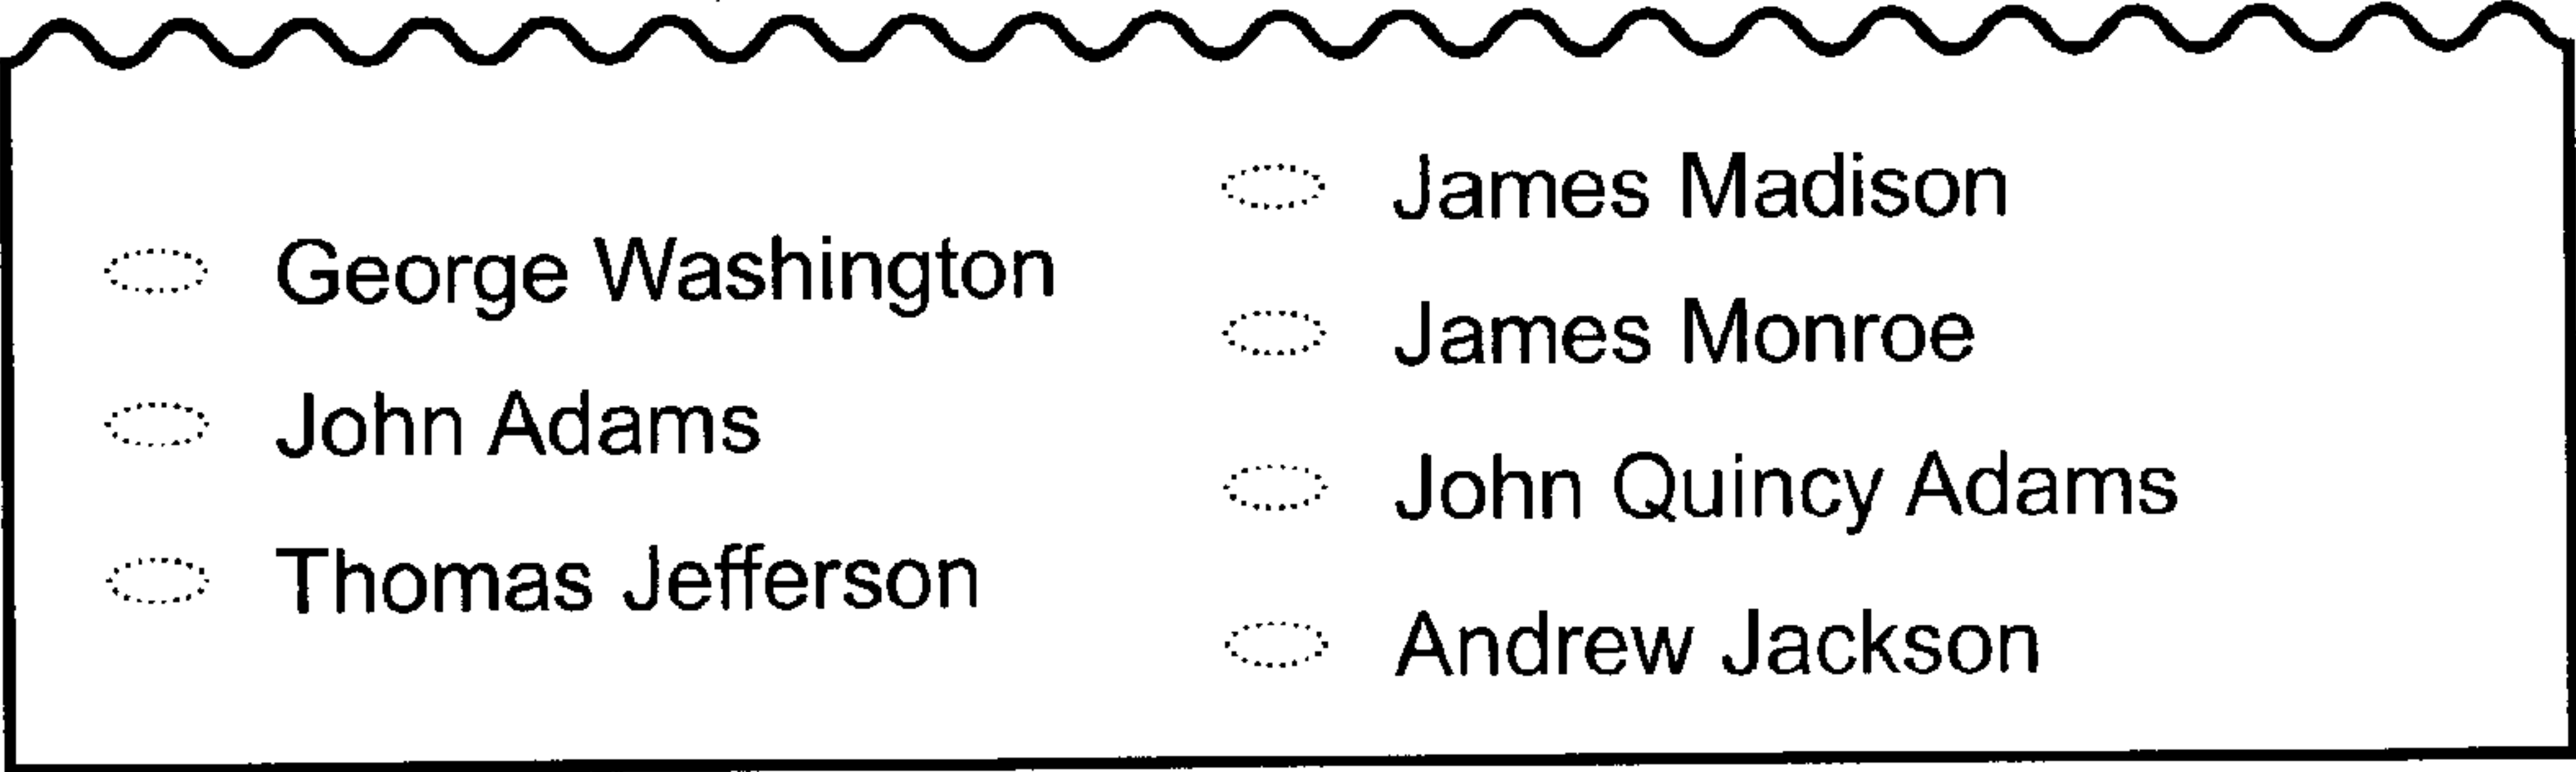 George Washington
John Adams
Thomas Jefferson
James Madison
James Monroe
John Quincy Adams
Andrew Jackson